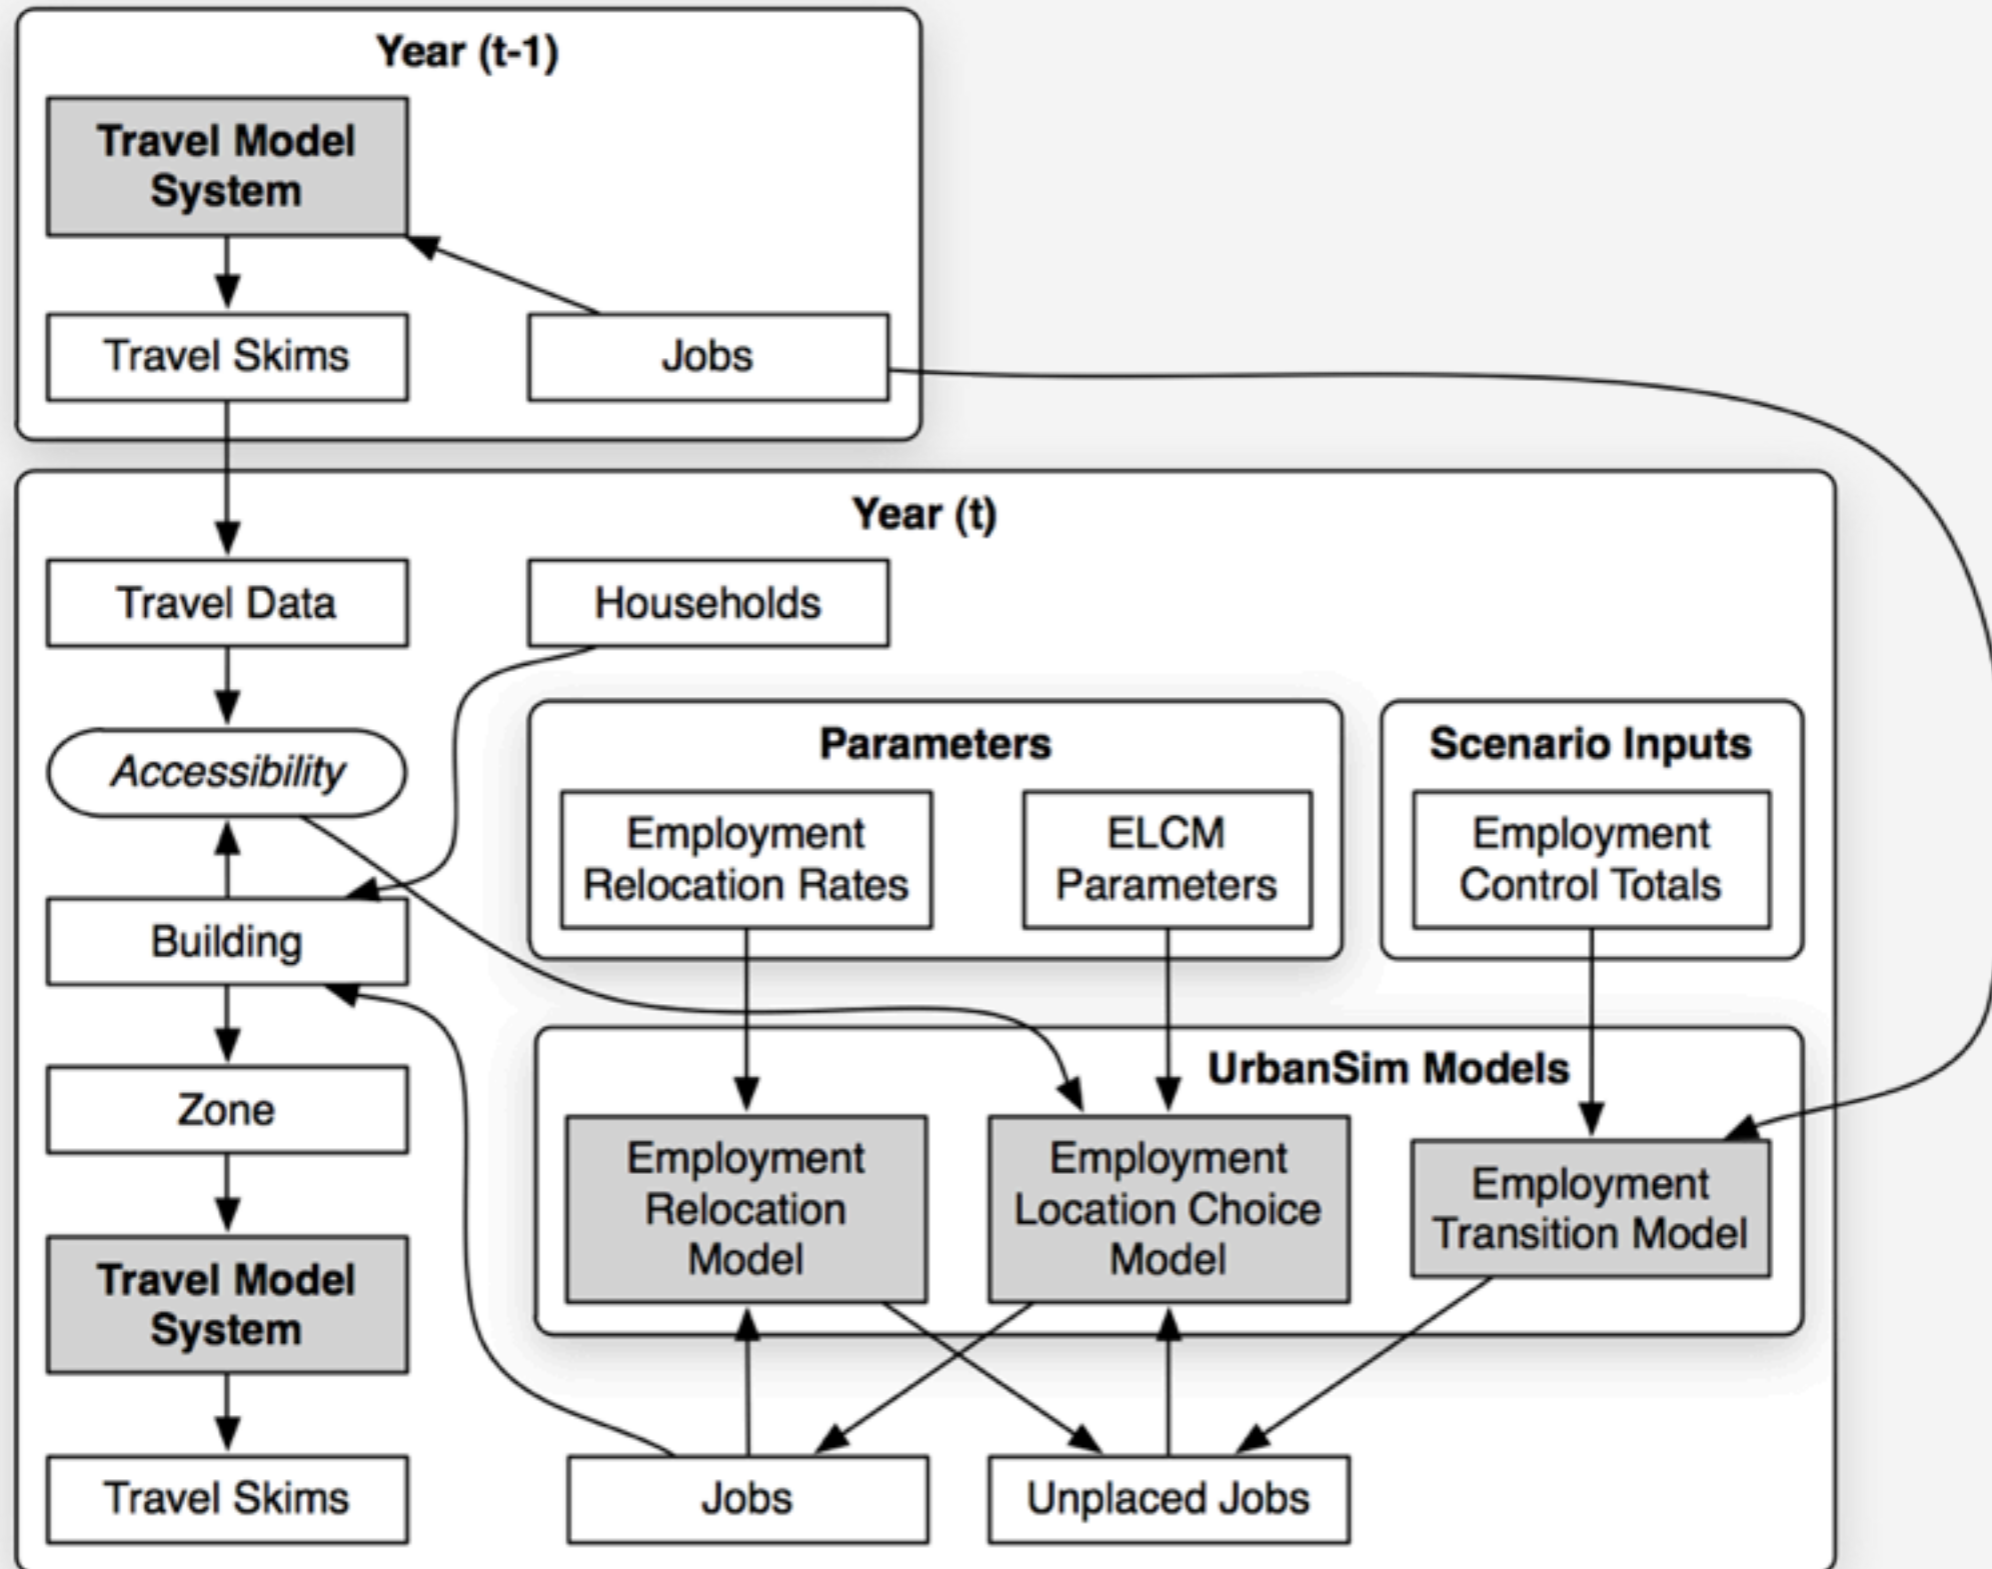 Year (t-1)
Travel Model
System
Travel Skims
Jobs
Year (t)
Travel Data
Households
Accessibility
Parameters
Scenario Inputs
Employment
Relocation Rates
ELCM
Parameters
Employment
Control Totals
Building
UrbanSim Models
Zone
Employment
Relocation
Model
Employment
Location Choice
Model
Employment
Transition Model
Travel Model
System
Travel Skims
Jobs
Unplaced Jobs